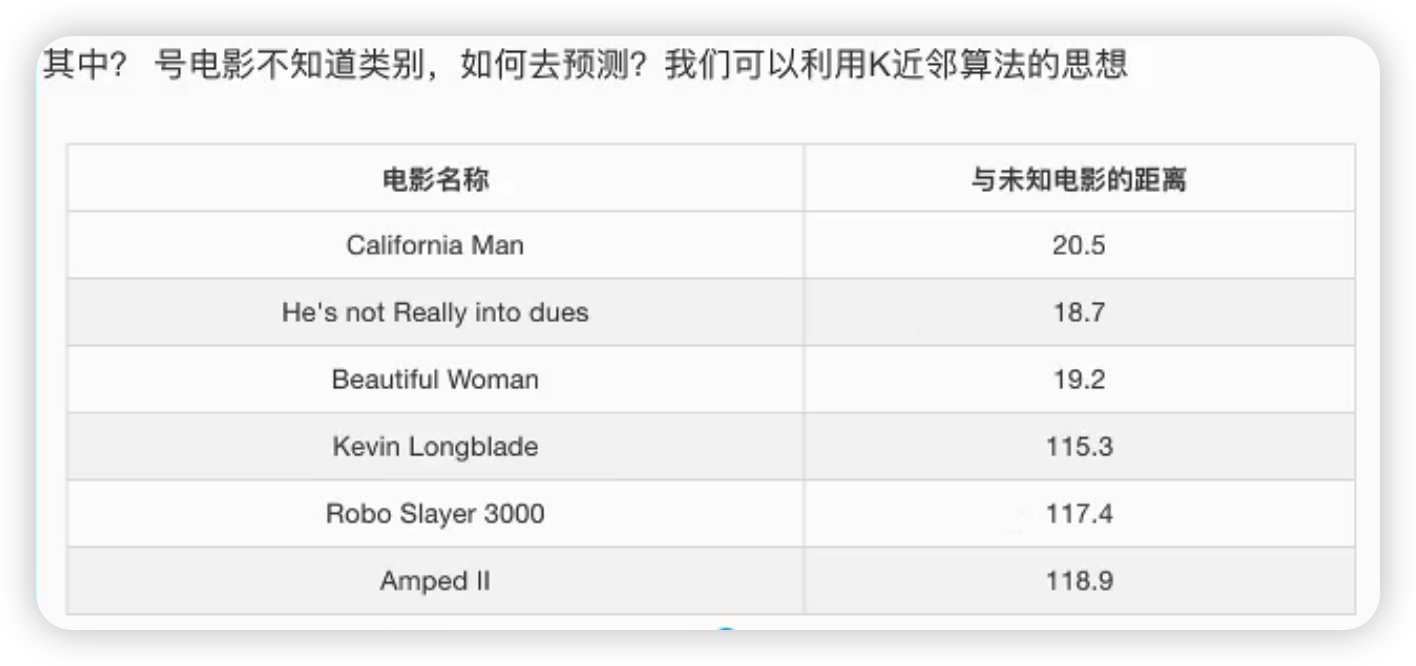 其中？ 号电影不知道类别，如何去预测？我们可以利用K近邻算法的思想
电影名称 与未知电影的距离
California Man 20.5
He's not Really into dues 18.7
Beautiful Woman 19.2
Kevin Longblade 115.3
Robo Slayer 3000 117.4
Amped II 118.9